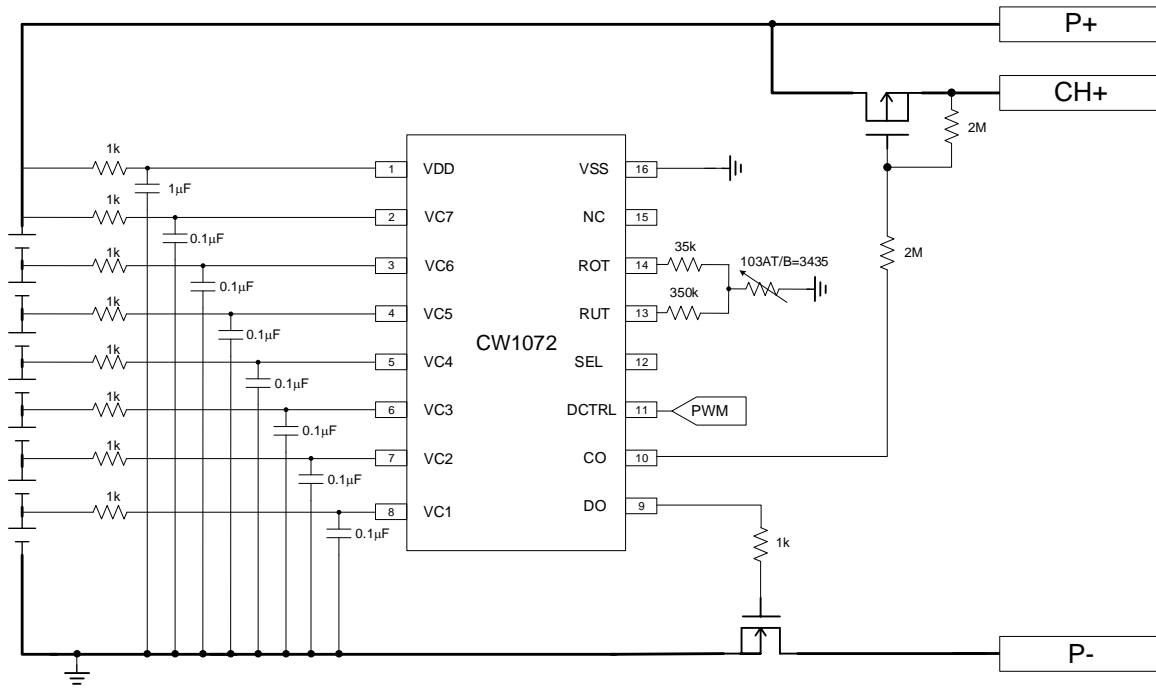 P+
CH+
2M
1k
1 VDD VSS 16
1μF
1k
2 VC7 NC 15
0.1μF
1k
35k
2M
3 VC6 ROT 14
103AT/B=3435
0.1μF
1k
350k
4 VC5 RUT 13
0.1μF
CW1072
1k
5 VC4 SEL 12
0.1μF
1k
6 VC3 DCTRL 11 PWM
0.1μF
1k
7 VC2 CO 10
0.1μF
1k
8 VC1 DO 9
0.1μF
1k
P-